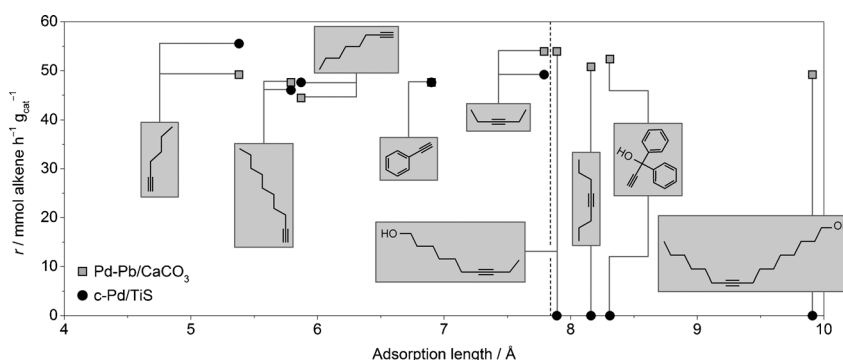 r / mmol alkene h⁻¹ g_cat⁻¹
60
50
40
30
20
10
0
HO
HO
O
Pd-Pb/CaCO₃
c-Pd/TiS
4 5 6 7 8 9 10
Adsorption length / Å